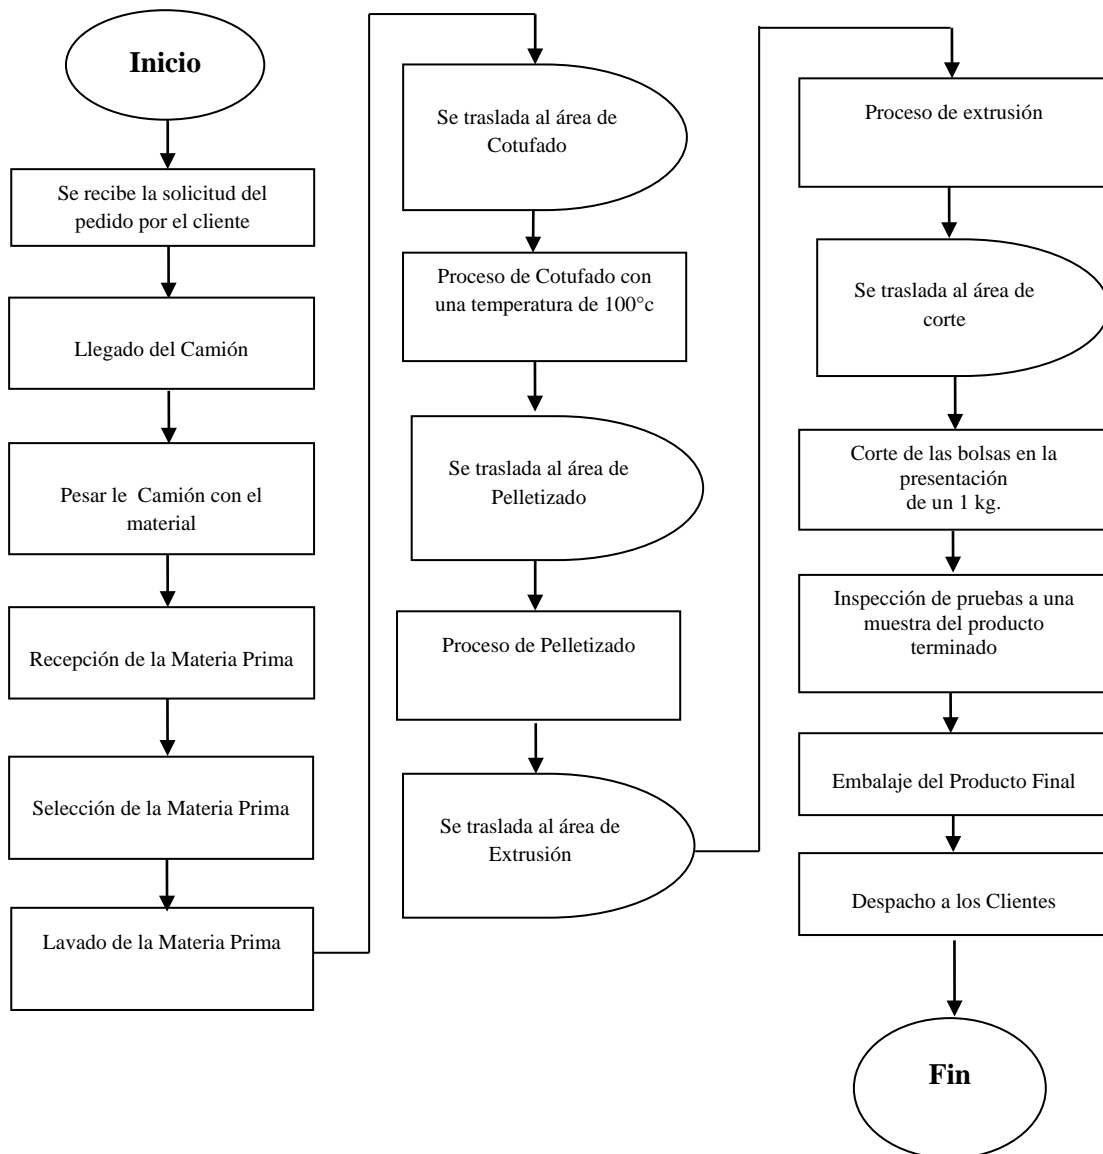 Inicio
Se recibe la solicitud del
pedido por el cliente
Llegado del Camión
Pesar le Camión con el
material
Recepción de la Materia Prima
Selección de la Materia Prima
Lavado de la Materia Prima
Se traslada al área de
Cotufado
Proceso de Cotufado con
una temperatura de 100°c
Se traslada al área de
Pelletizado
Proceso de Pelletizado
Se traslada al área de
Extrusión
Proceso de extrusión
Se traslada al área de
corte
Corte de las bolsas en la
presentación
de un 1 kg.
Inspección de pruebas a una
muestra del producto
terminado
Embalaje del Producto Final
Despacho a los Clientes
Fin